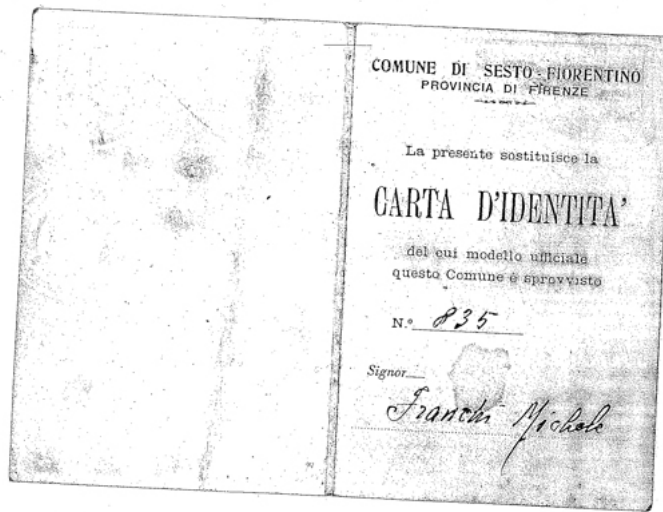 COMUNE DI SESTO-FIORENTINO
PROVINCIA DI FIRENZE
La presente sostituisce la
CARTA D'IDENTITA'
del cui modello ufficiale
questo Comune è sprovvisto
N.º 835
Signor
Franchi Michele